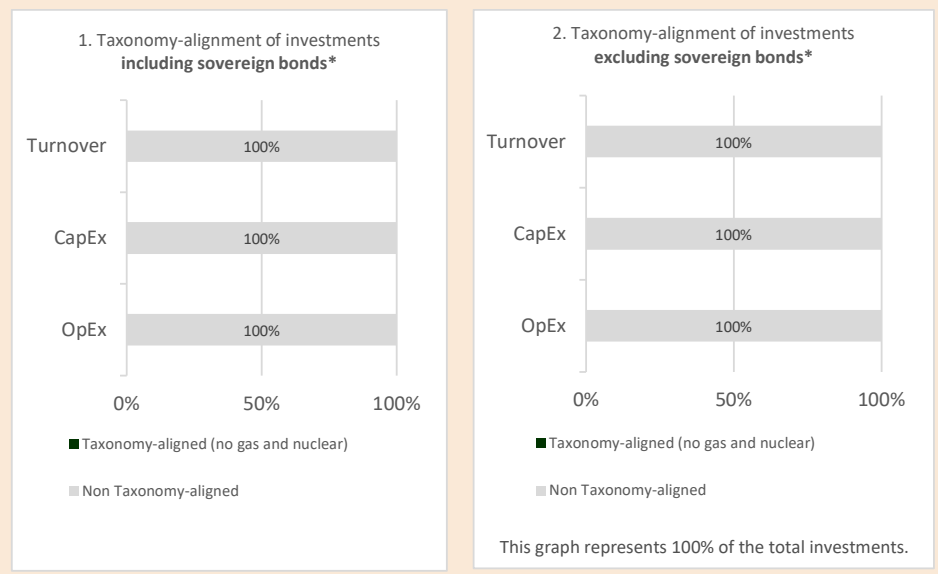 1. Taxonomy-alignment of investments
including sovereign bonds*
Turnover
100%
CapEx
100%
OpEx
100%
0% 50% 100%
Taxonomy-aligned (no gas and nuclear)
Non Taxonomy-aligned
2. Taxonomy-alignment of investments
excluding sovereign bonds*
Turnover
100%
CapEx
100%
OpEx
100%
0% 50% 100%
Taxonomy-aligned (no gas and nuclear)
Non Taxonomy-aligned
This graph represents 100% of the total investments.